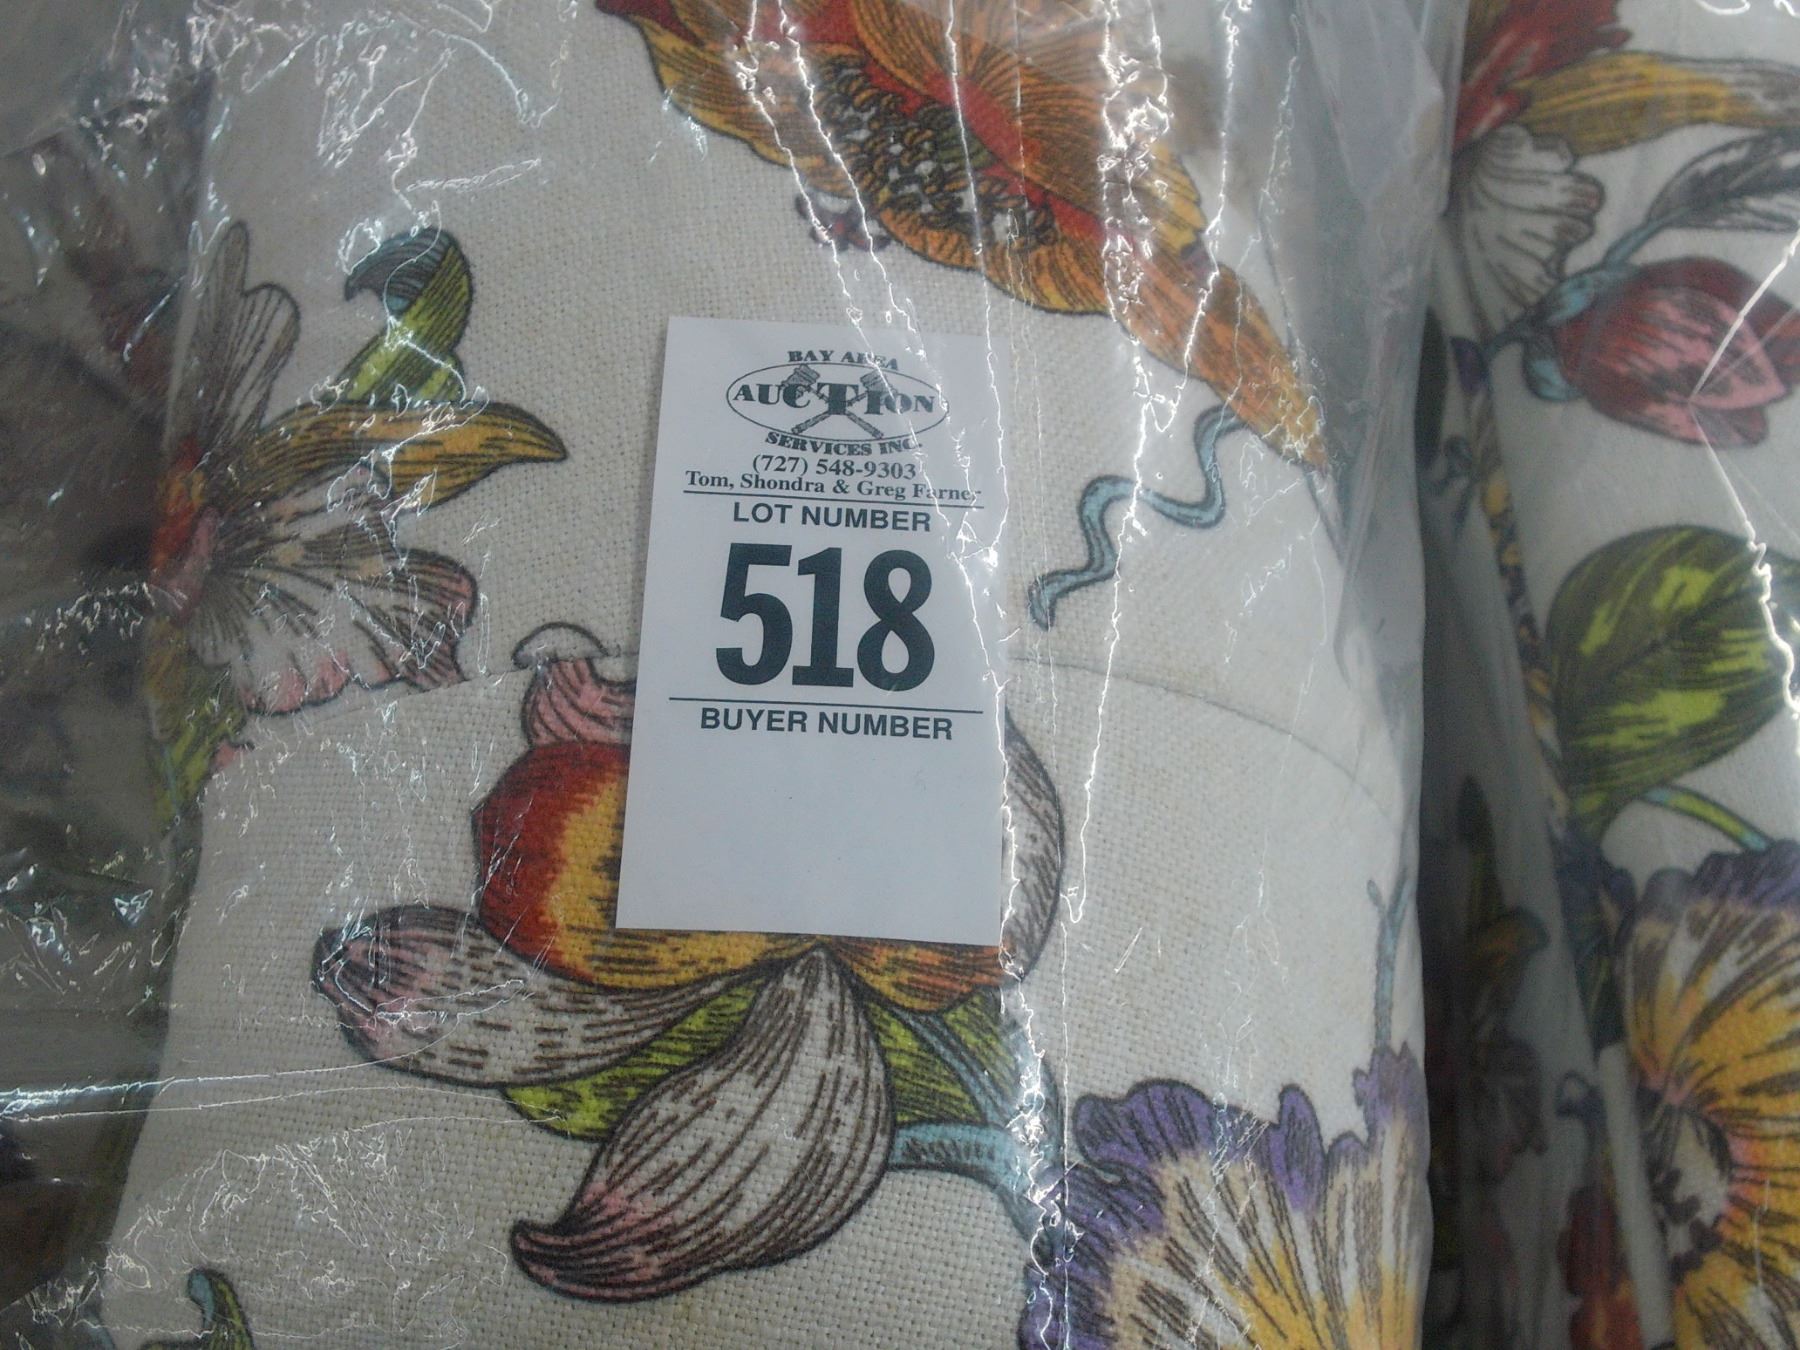 BAY AREA
AUCTION
SERVICES INC.
(727) 548-9303
Tom, Shondra & Greg Farner
LOT NUMBER
518
BUYER NUMBER